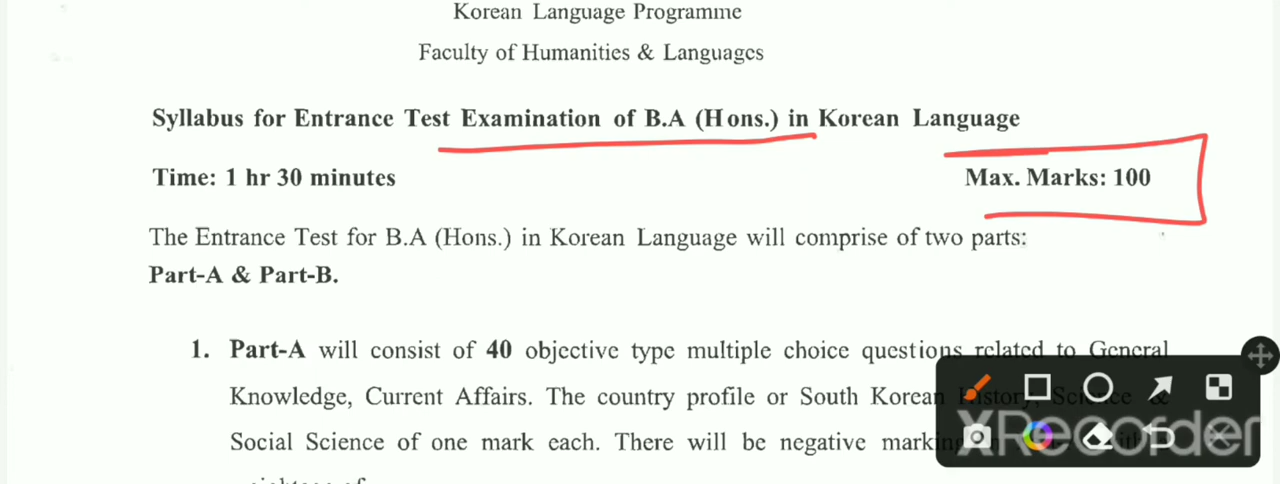 Korean Language Programme
Faculty of Humanities & Languages
Syllabus for Entrance Test Examination of B.A (Hons.) in Korean Language
Time: 1 hr 30 minutes
Max. Marks: 100
The Entrance Test for B.A (Hons.) in Korean Language will comprise of two parts:
Part-A & Part-B.
1. Part-A will consist of 40 objective type multiple choice questions related to General
Knowledge, Current Affairs. The country profile or South Korean History, Science &
Social Science of one mark each. There will be negative marking
XRecorder